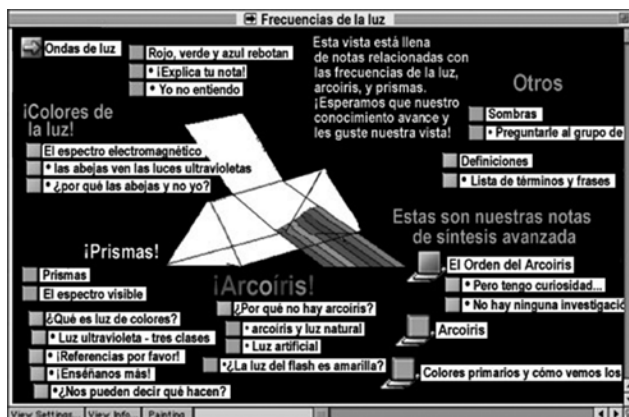 Frecuencias de la luz
Ondas de luz
Rojo, verde y azul rebotan
• ¡Explica tu nota!
• Yo no entiendo
Esta vista está llena
de notas relacionadas con
las frecuencias de la luz,
arcoiris, y prismas.
¡Esperamos que nuestro
conocimiento avance y
les guste nuestra vista!
Otros
Sombras
• Preguntarle al grupo de
Definiciones
• Lista de términos y frases
¡Colores de
la luz!
El espectro electromagnético
• las abejas ven las luces ultravioletas
• ¿por qué las abejas y no yo?
Estas son nuestras notas
de síntesis avanzada
El Orden del Arcoiris
• Pero tengo curiosidad...
• No hay ninguna investigació
Arcoiris
Colores primarios y cómo vemos los
¡Prismas!
Prismas
El espectro visible
¿Qué es luz de colores?
• Luz ultravioleta - tres clases
• ¡Referencias por favor!
• ¡Enséñanos más!
• ¿Nos pueden decir qué hacen?
¡Arcoíris!
¿Por qué no hay arcoíris?
• arcoiris y luz natural
• Luz artificial
• ¿La luz del flash es amarilla?
View Settings... View Info... Painting